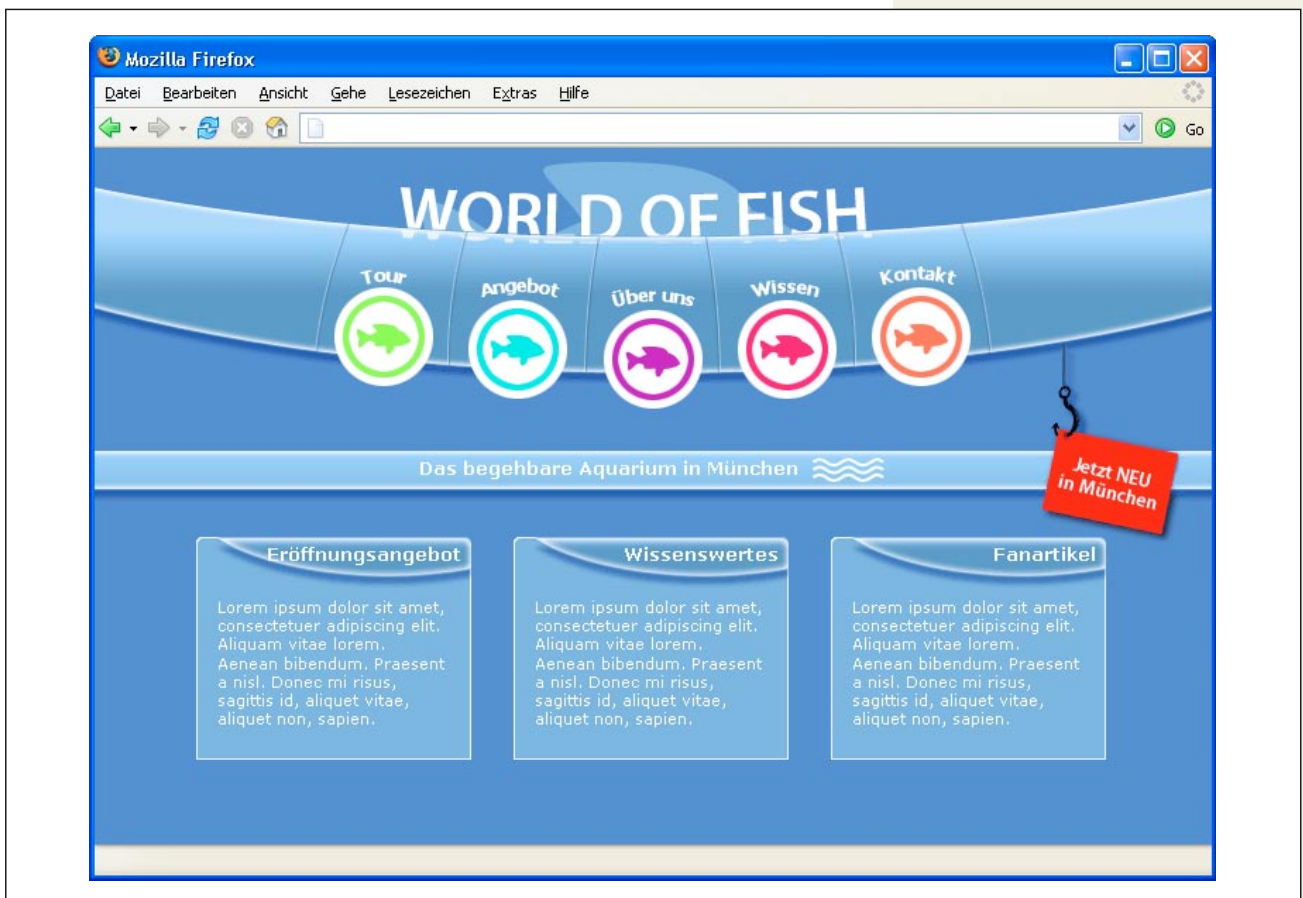 Mozilla Firefox
Datei Bearbeiten Ansicht Gehe Lesezeichen Extras Hilfe
Go
WORLD OF FISH
Tour
Angebot
Über uns
Wissen
Kontakt
Das begehbare Aquarium in München
Jetzt NEU
in München
Eröffnungsangebot
Lorem ipsum dolor sit amet,
consectetuer adipiscing elit.
Aliquam vitae lorem.
Aenean bibendum. Praesent
a nisl. Donec mi risus,
sagittis id, aliquet vitae,
aliquet non, sapien.
Wissenswertes
Lorem ipsum dolor sit amet,
consectetuer adipiscing elit.
Aliquam vitae lorem.
Aenean bibendum. Praesent
a nisl. Donec mi risus,
sagittis id, aliquet vitae,
aliquet non, sapien.
Fanartikel
Lorem ipsum dolor sit amet,
consectetuer adipiscing elit.
Aliquam vitae lorem.
Aenean bibendum. Praesent
a nisl. Donec mi risus,
sagittis id, aliquet vitae,
aliquet non, sapien.